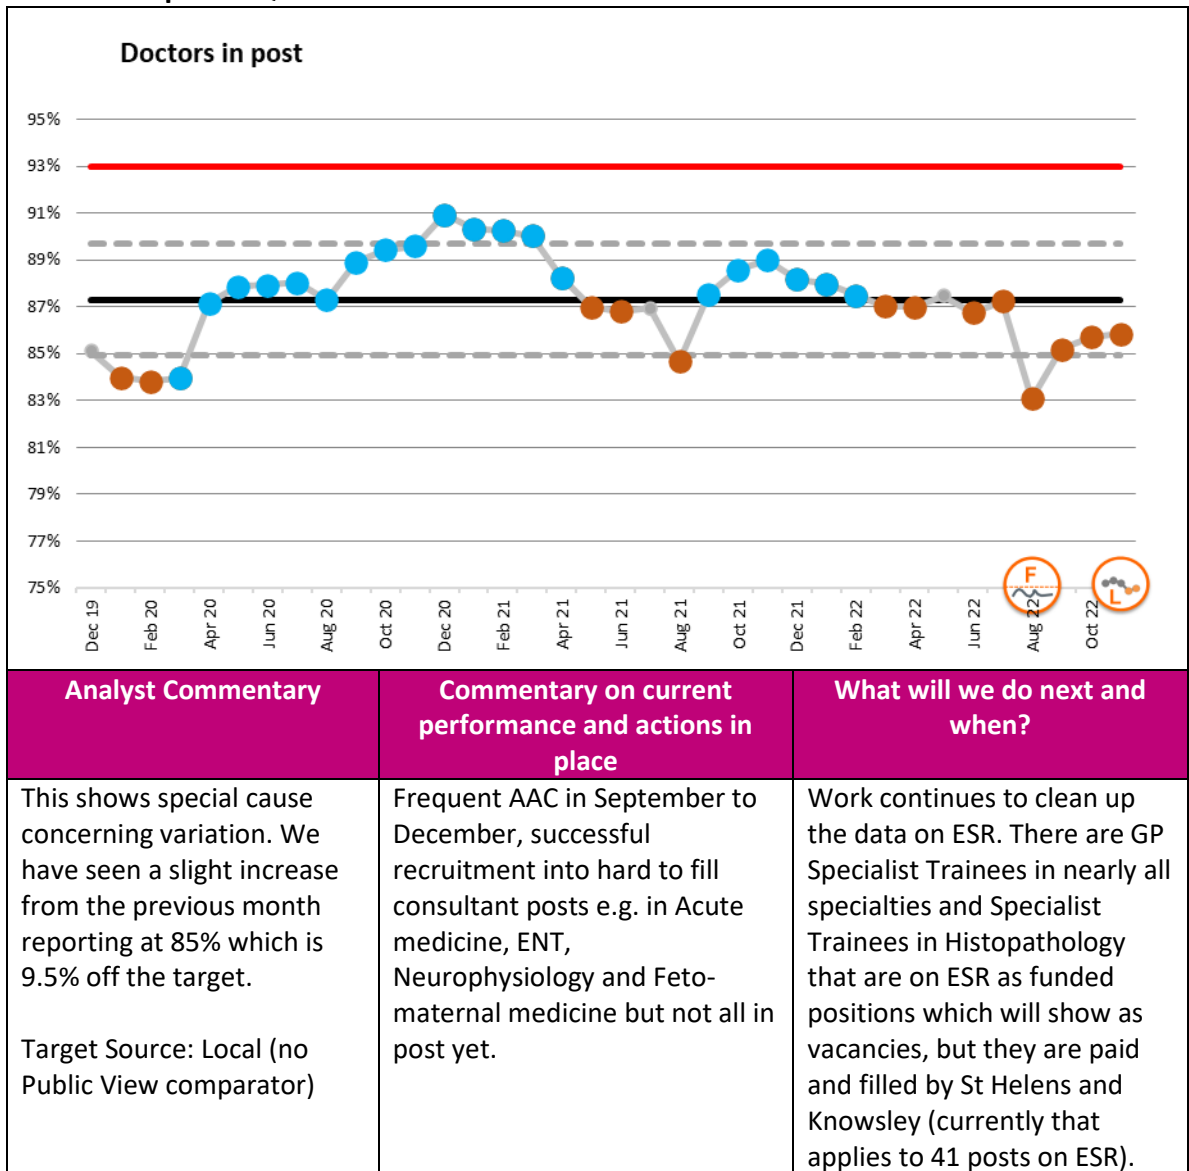 Doctors in post
95%
93%
91%
89%
87%
85%
83%
81%
79%
77%
75%
Dec 19
Feb 20
Apr 20
Jun 20
Aug 20
Oct 20
Dec 20
Feb 21
Apr 21
Jun 21
Aug 21
Oct 21
Dec 21
Feb 22
Apr 22
Jun 22
Aug 22
Oct 22
F
L
Analyst Commentary
This shows special cause
concerning variation. We
have seen a slight increase
from the previous month
reporting at 85% which is
9.5% off the target.
Target Source: Local (no
Public View comparator)
Commentary on current
performance and actions in
place
Frequent AAC in September to
December, successful
recruitment into hard to fill
consultant posts e.g. in Acute
medicine, ENT,
Neurophysiology and Feto-
maternal medicine but not all in
post yet.
What will we do next and
when?
Work continues to clean up
the data on ESR. There are GP
Specialist Trainees in nearly all
specialties and Specialist
Trainees in Histopathology
that are on ESR as funded
positions which will show as
vacancies, but they are paid
and filled by St Helens and
Knowsley (currently that
applies to 41 posts on ESR).